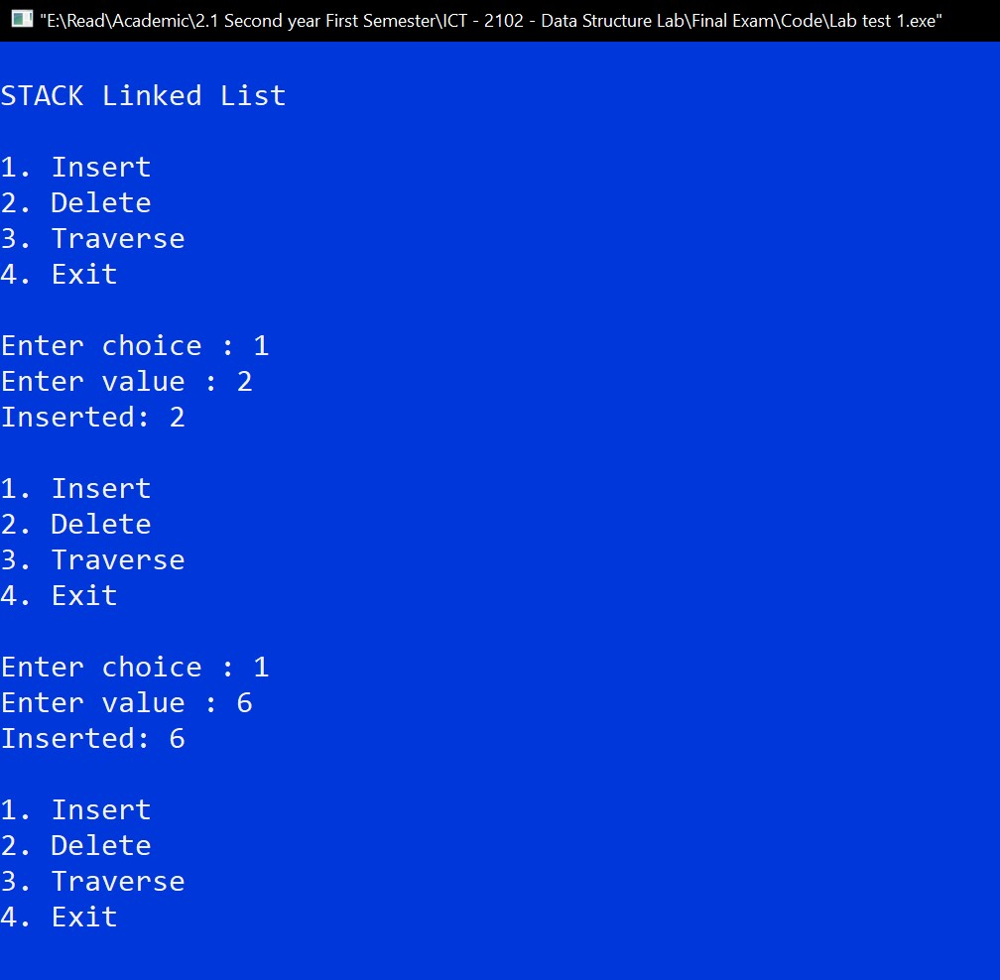 "E:\Read\Academic\2.1 Second year First Semester\ICT - 2102 - Data Structure Lab\Final Exam\Code\Lab test 1.exe"
STACK Linked List
1. Insert
2. Delete
3. Traverse
4. Exit
Enter choice : 1
Enter value : 2
Inserted: 2
1. Insert
2. Delete
3. Traverse
4. Exit
Enter choice : 1
Enter value : 6
Inserted: 6
1. Insert
2. Delete
3. Traverse
4. Exit